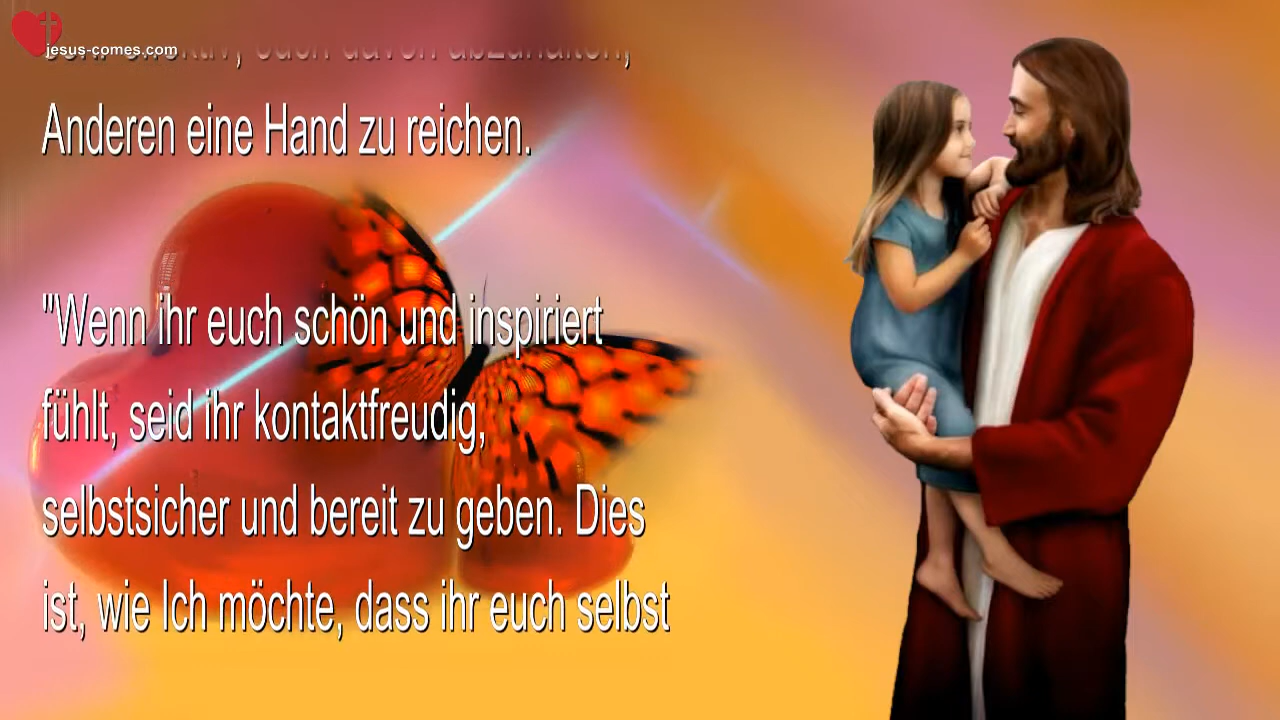 jesus-comes.com
Anderen eine Hand zu reichen.
"Wenn ihr euch schön und inspiriert
fühlt, seid ihr kontaktfreudig,
selbstsicher und bereit zu geben. Dies
ist, wie Ich möchte, dass ihr euch selbst